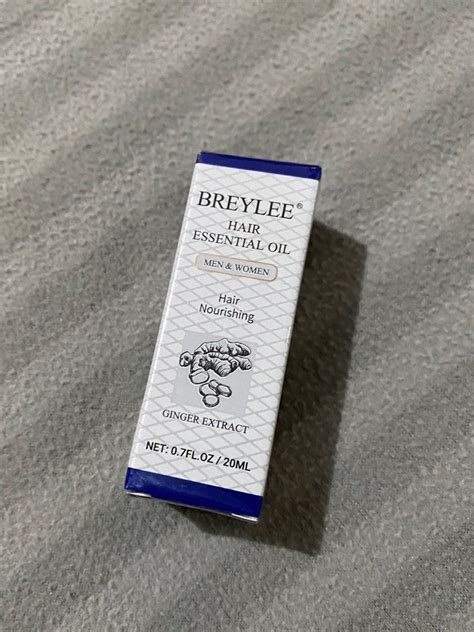 BREYLEE®
HAIR
ESSENTIAL OIL
MEN & WOMEN
Hair
Nourishing
GINGER EXTRACT
NET: 0.7FL.OZ / 20ML